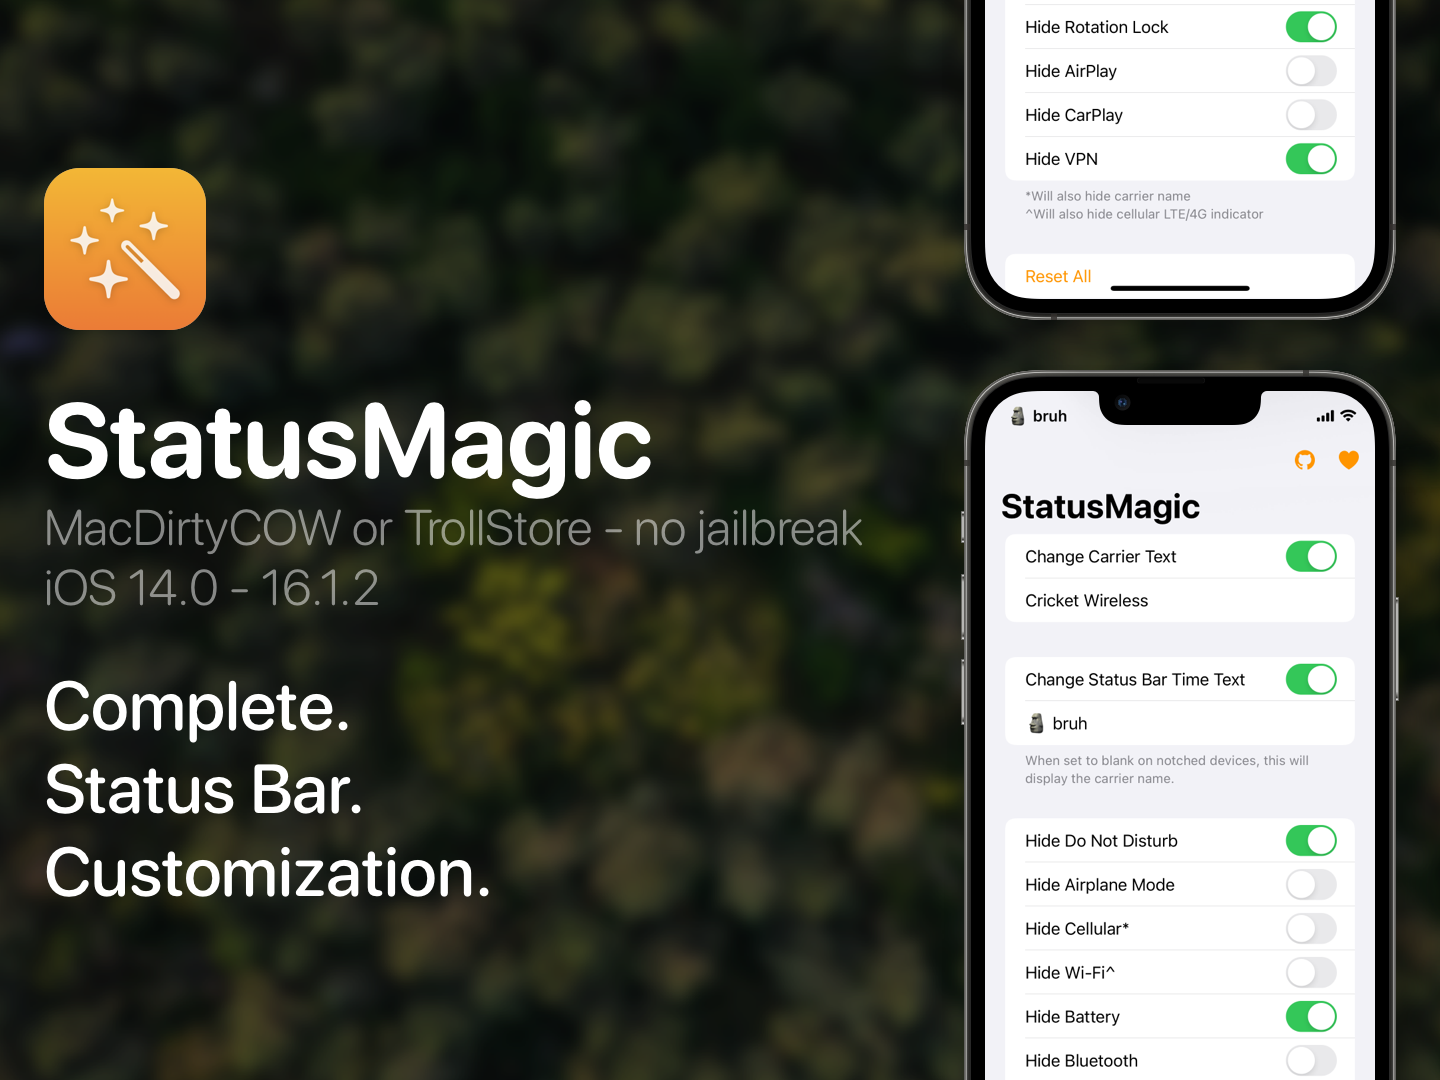 StatusMagic
MacDirtyCOW or TrollStore - no jailbreak
iOS 14.0 - 16.1.2
Complete.
Status Bar.
Customization.
Hide Rotation Lock
Hide AirPlay
Hide CarPlay
Hide VPN
*Will also hide carrier name
^Will also hide cellular LTE/4G indicator
Reset All
🗿 bruh
StatusMagic
Change Carrier Text
Cricket Wireless
Change Status Bar Time Text
🗿 bruh
When set to blank on notched devices, this will
display the carrier name.
Hide Do Not Disturb
Hide Airplane Mode
Hide Cellular*
Hide Wi-Fi^
Hide Battery
Hide Bluetooth